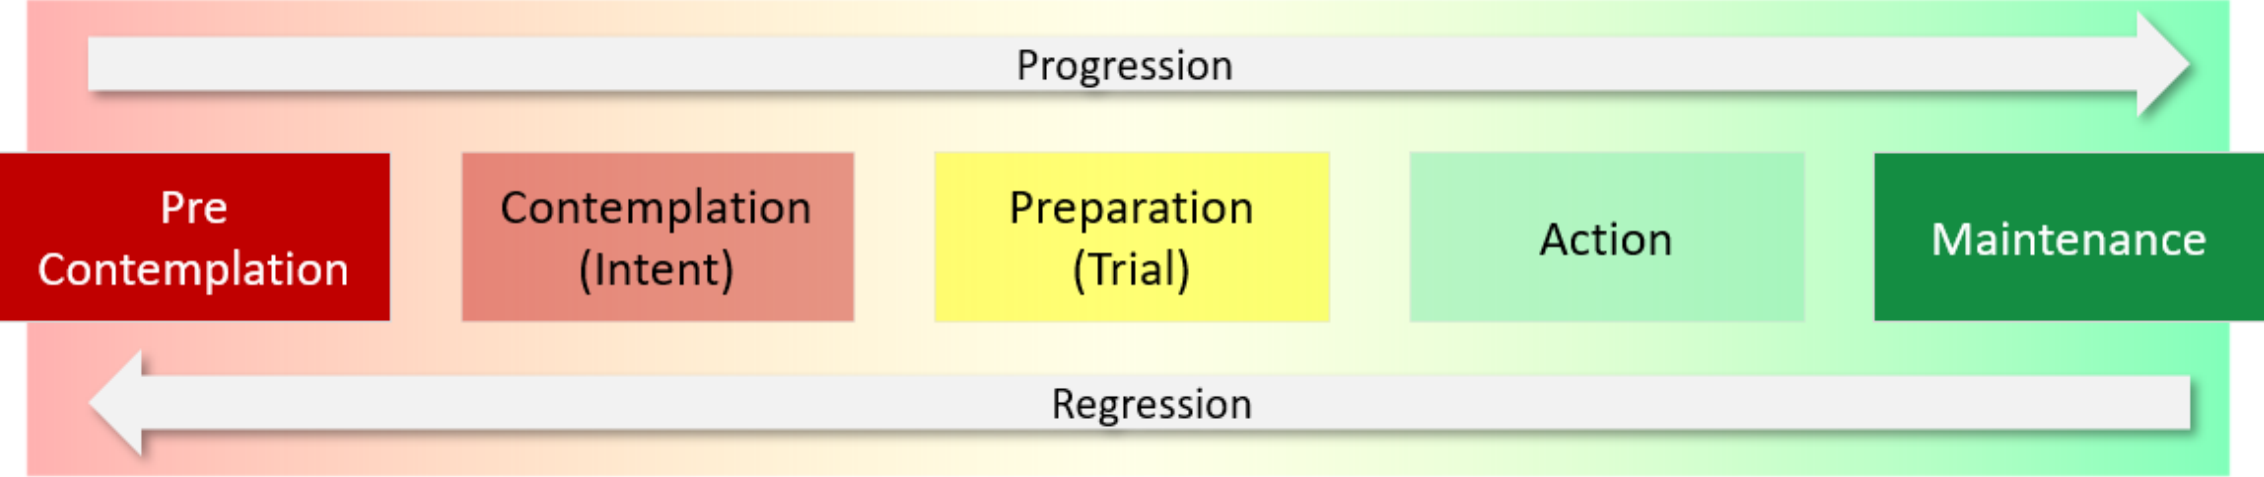 Progression
Pre
Contemplation
Contemplation
(Intent)
Preparation
(Trial)
Action
Maintenance
Regression